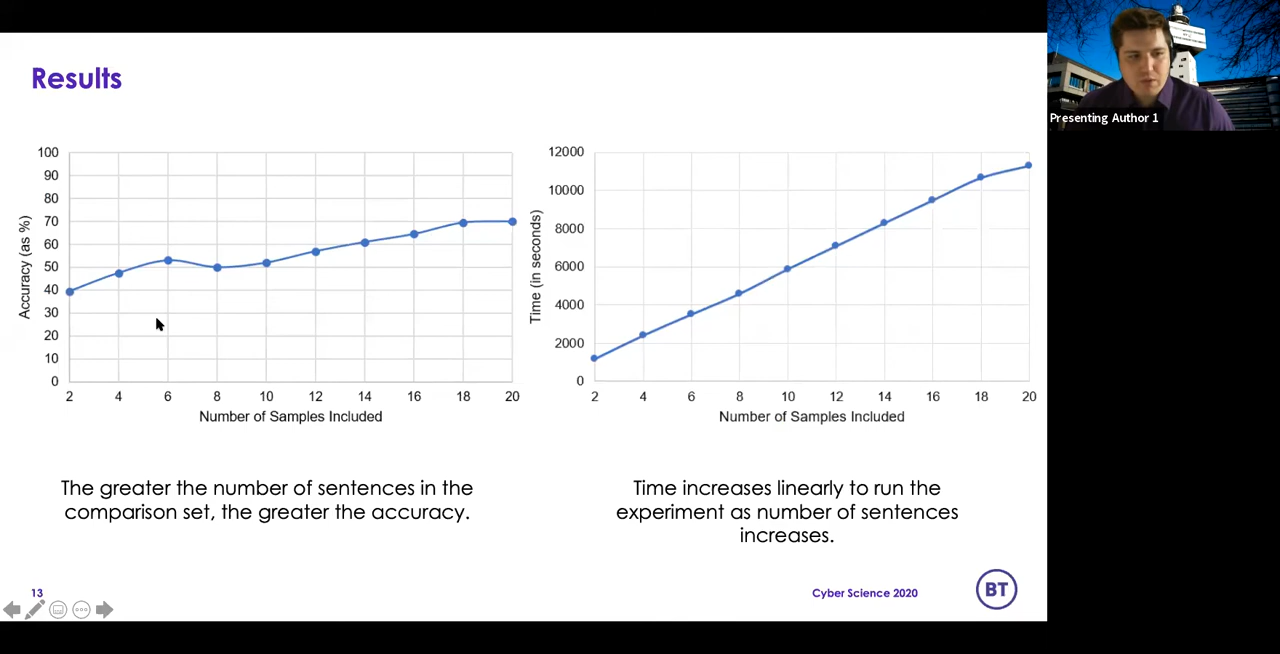 Results
Presenting Author 1
100
90
80
70
60
50
40
30
20
10
0
Accuracy (as %)
2 4 6 8 10 12 14 16 18 20
Number of Samples Included
12000
10000
8000
6000
4000
2000
0
Time (in seconds)
2 4 6 8 10 12 14 16 18 20
Number of Samples Included
The greater the number of sentences in the
comparison set, the greater the accuracy.
Time increases linearly to run the
experiment as number of sentences
increases.
13
Cyber Science 2020
BT